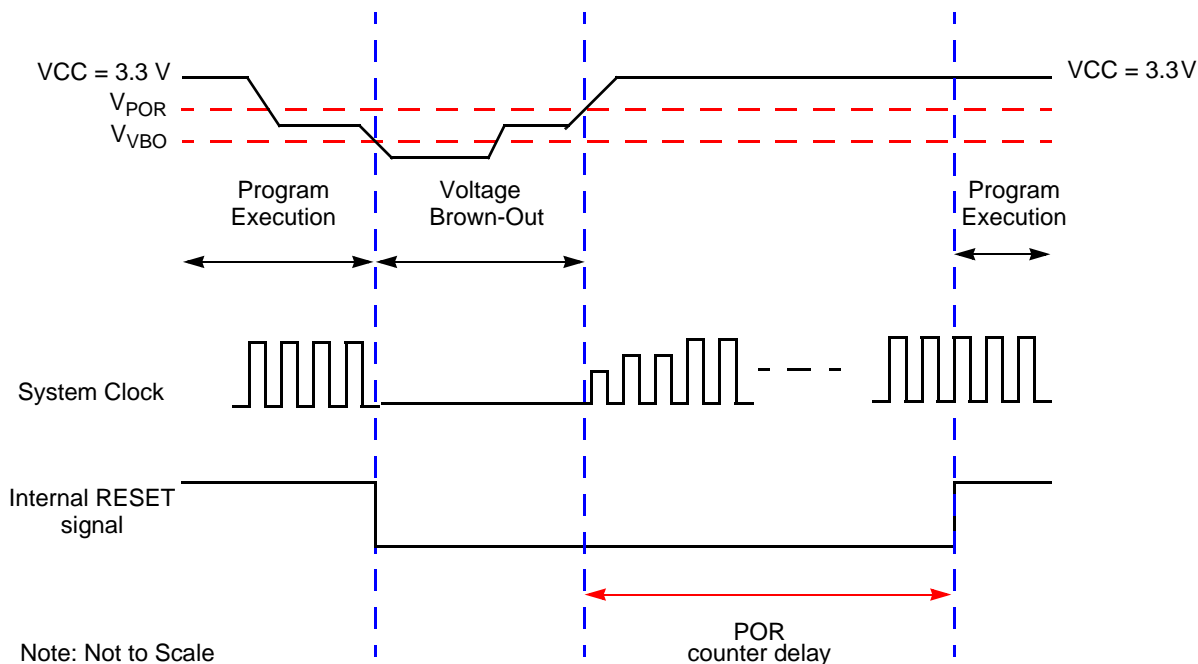 VCC = 3.3 V
VCC = 3.3V
VPOR
VVBO
Program
Execution
Voltage
Brown-Out
Program
Execution
System Clock
Internal RESET
signal
POR
counter delay
Note: Not to Scale